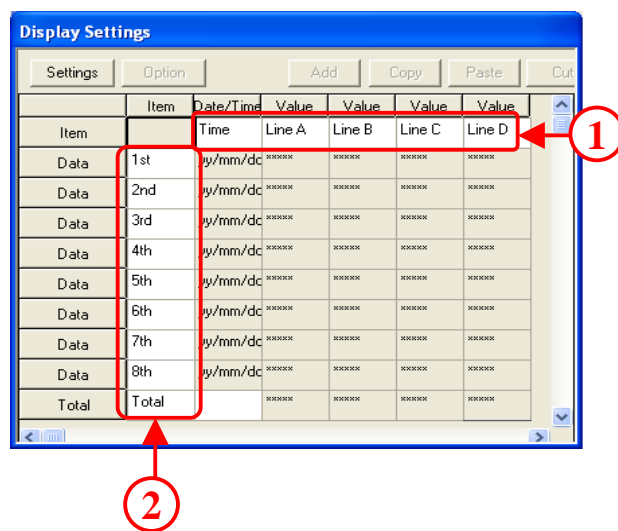 Display Settings
Settings Option Add Copy Paste Cut
Item Date/Time Value Value Value Value
Item Time Line A Line B Line C Line D
Data 1st yy/mm/dd ***** ***** ***** *****
Data 2nd yy/mm/dd ***** ***** ***** *****
Data 3rd yy/mm/dd ***** ***** ***** *****
Data 4th yy/mm/dd ***** ***** ***** *****
Data 5th yy/mm/dd ***** ***** ***** *****
Data 6th yy/mm/dd ***** ***** ***** *****
Data 7th yy/mm/dd ***** ***** ***** *****
Data 8th yy/mm/dd ***** ***** ***** *****
Total Total ***** ***** ***** *****
1
2